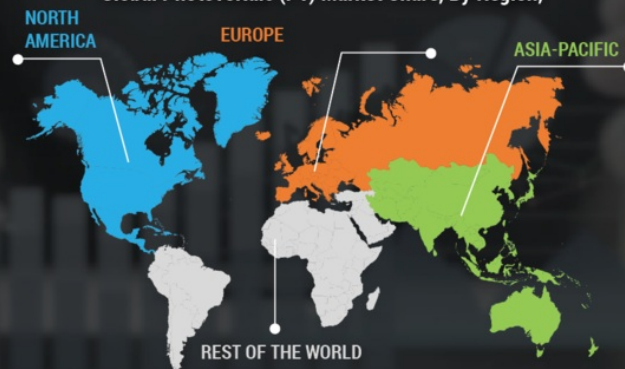 NORTH
AMERICA
EUROPE
ASIA-PACIFIC
REST OF THE WORLD